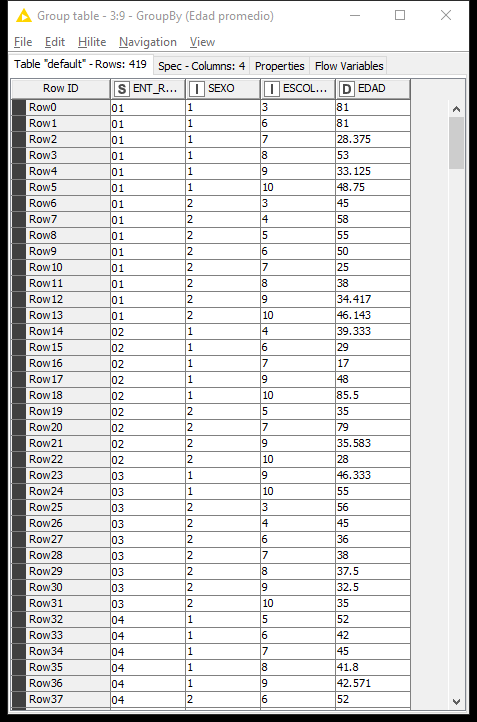 Group table - 3:9 - GroupBy (Edad promedio)
File Edit Hilite Navigation View
Table "default" - Rows: 419 Spec - Columns: 4 Properties Flow Variables
Row ID S ENT_R... I SEXO I ESCOL... D EDAD
Row0 01 1 3 81
Row1 01 1 6 81
Row2 01 1 7 28.375
Row3 01 1 8 53
Row4 01 1 9 33.125
Row5 01 1 10 48.75
Row6 01 2 3 45
Row7 01 2 4 58
Row8 01 2 5 55
Row9 01 2 6 50
Row10 01 2 7 25
Row11 01 2 8 38
Row12 01 2 9 34.417
Row13 01 2 10 46.143
Row14 02 1 4 39.333
Row15 02 1 6 29
Row16 02 1 7 17
Row17 02 1 9 48
Row18 02 1 10 85.5
Row19 02 2 5 35
Row20 02 2 7 79
Row21 02 2 9 35.583
Row22 02 2 10 28
Row23 03 1 9 46.333
Row24 03 1 10 55
Row25 03 2 3 56
Row26 03 2 4 45
Row27 03 2 6 36
Row28 03 2 7 38
Row29 03 2 8 37.5
Row30 03 2 9 32.5
Row31 03 2 10 35
Row32 04 1 5 52
Row33 04 1 6 42
Row34 04 1 7 45
Row35 04 1 8 41.8
Row36 04 1 9 42.571
Row37 04 2 6 52